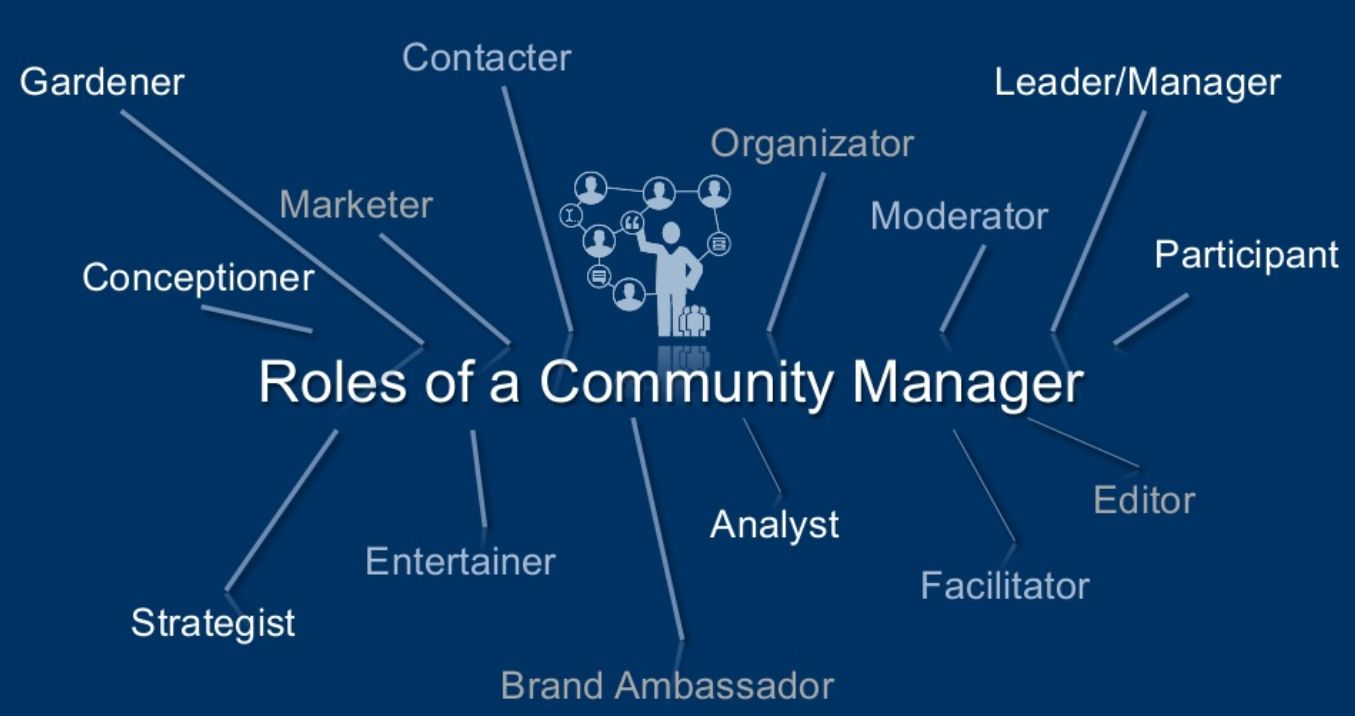 Contacter
Gardener
Leader/Manager
Organizator
Marketer
Moderator
Participant
Conceptioner
Roles of a Community Manager
Editor
Analyst
Entertainer
Facilitator
Strategist
Brand Ambassador